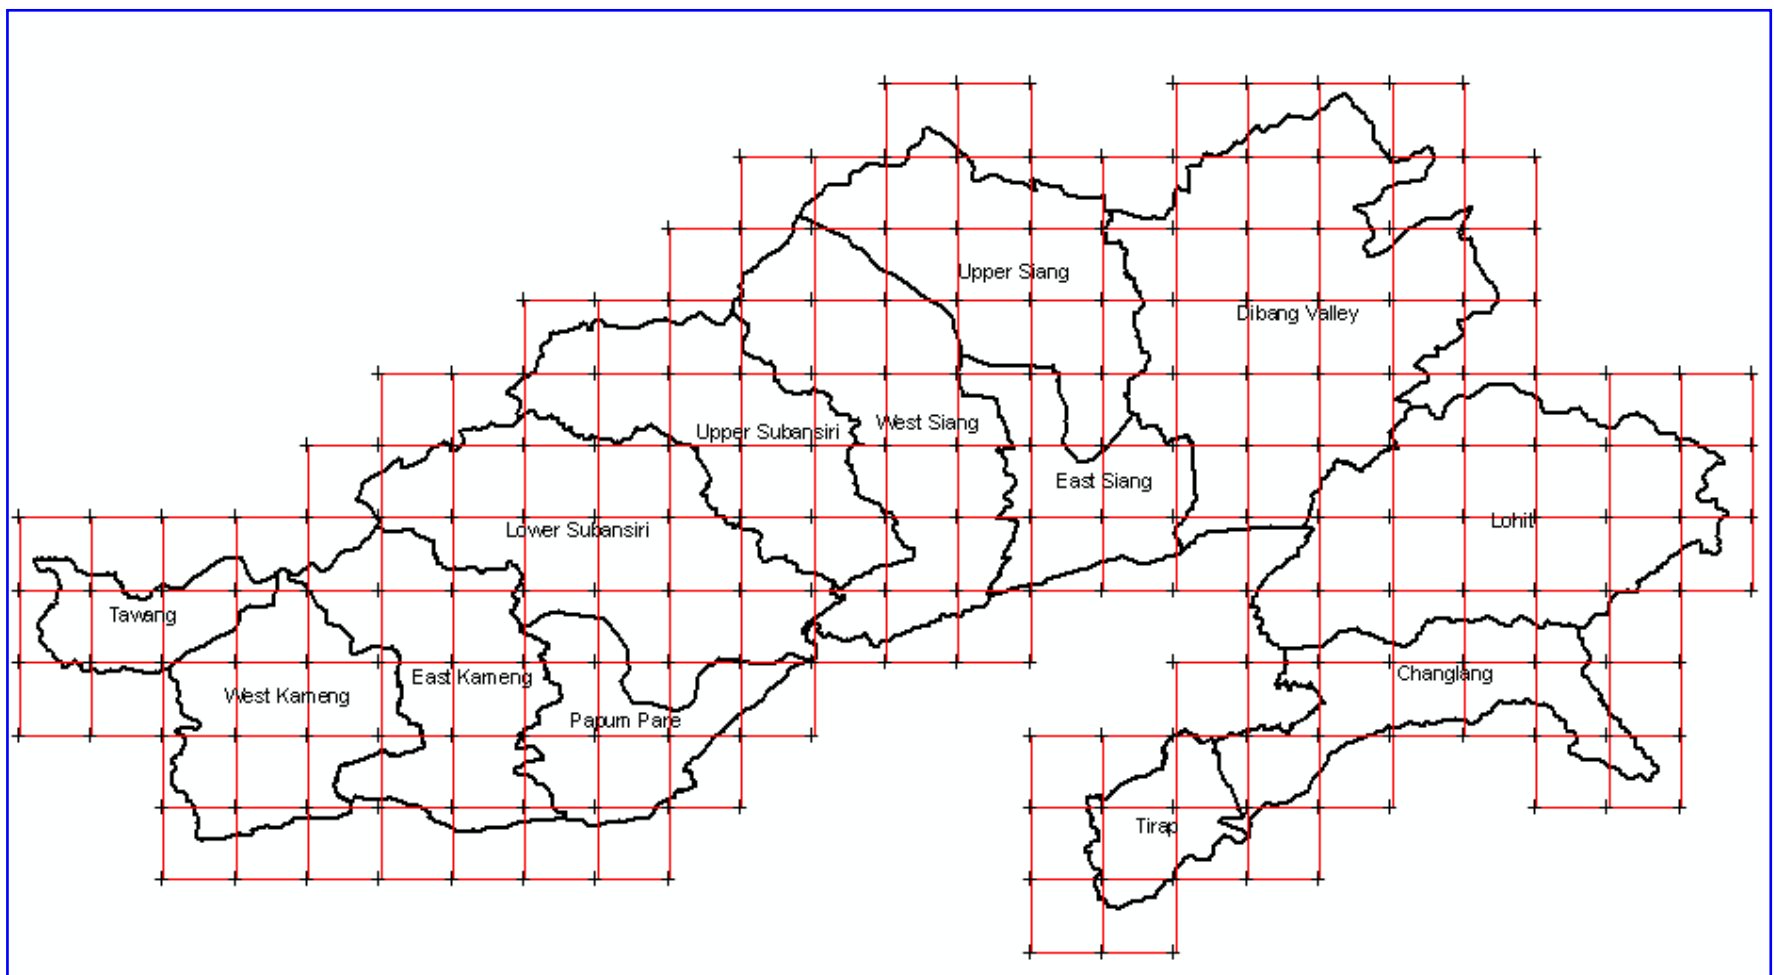 Upper Siang
Dibang Valley
West Siang
Upper Subansiri
East Siang
Lohit
Lower Subansiri
Tawang
Changlang
East Kameng
West Kameng
Papum Pare
Tirap